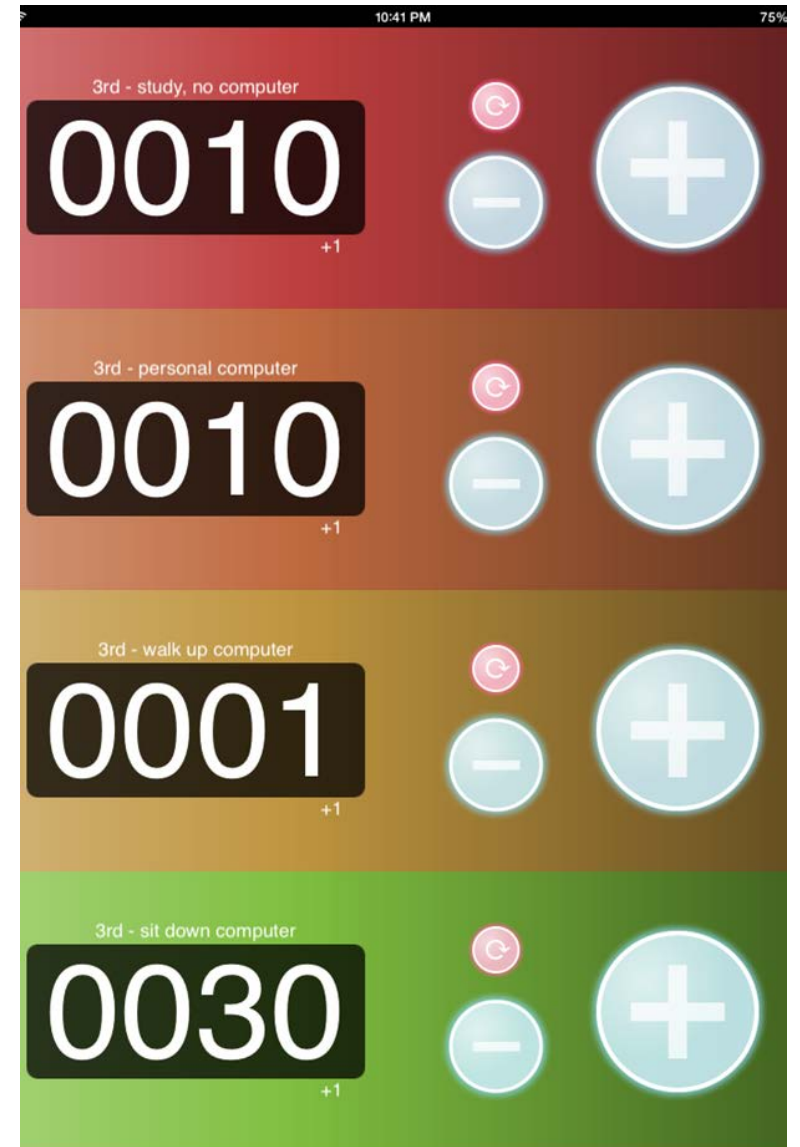 10:41 PM 75%
3rd - study, no computer
0010
+1
3rd - personal computer
0010
+1
3rd - walk up computer
0001
+1
3rd - sit down computer
0030
+1